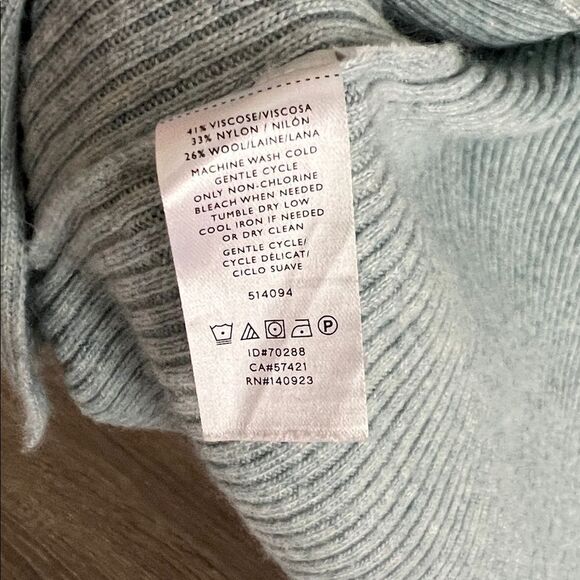 41% VISCOSE/VISCOSA
33% NYLON / NILÓN
26% WOOL/LAINE/LANA
MACHINE WASH COLD
GENTLE CYCLE
ONLY NON-CHLORINE
BLEACH WHEN NEEDED
TUMBLE DRY LOW
COOL IRON IF NEEDED
OR DRY CLEAN
GENTLE CYCLE/
CYCLE DÉLICAT/
CICLO SUAVE
514094
P
ID#70288
CA#57421
RN#140923